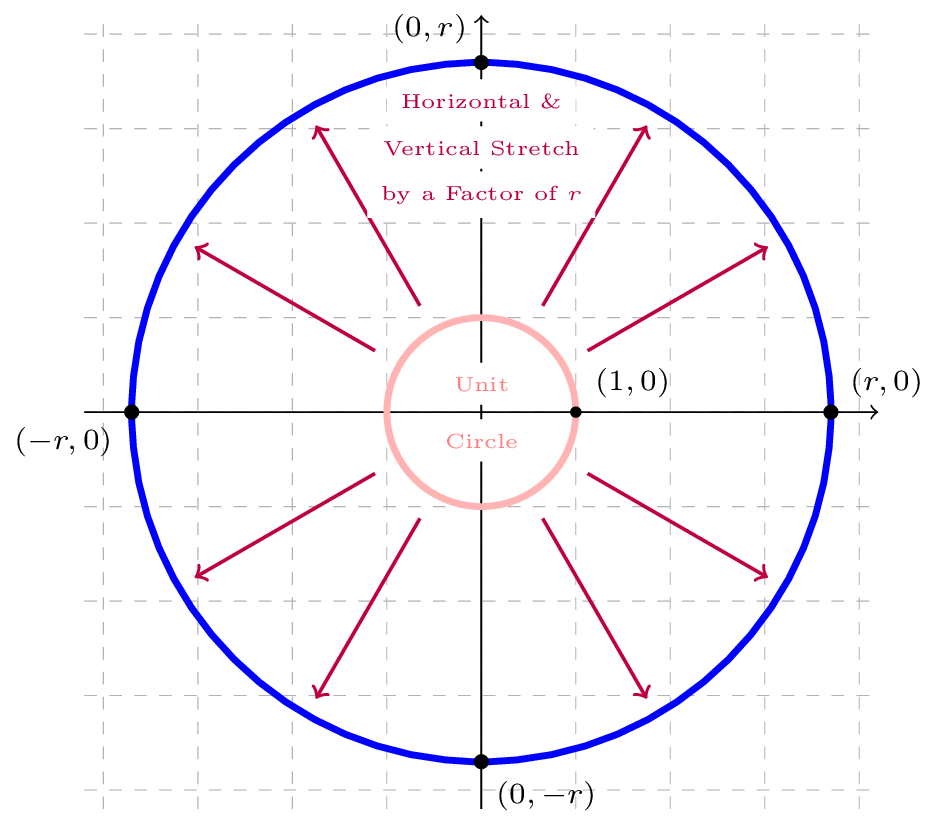 (0, r)
Horizontal &
Vertical Stretch
by a Factor of r
Unit
(1, 0)
(r, 0)
(−r, 0)
Circle
(0, −r)